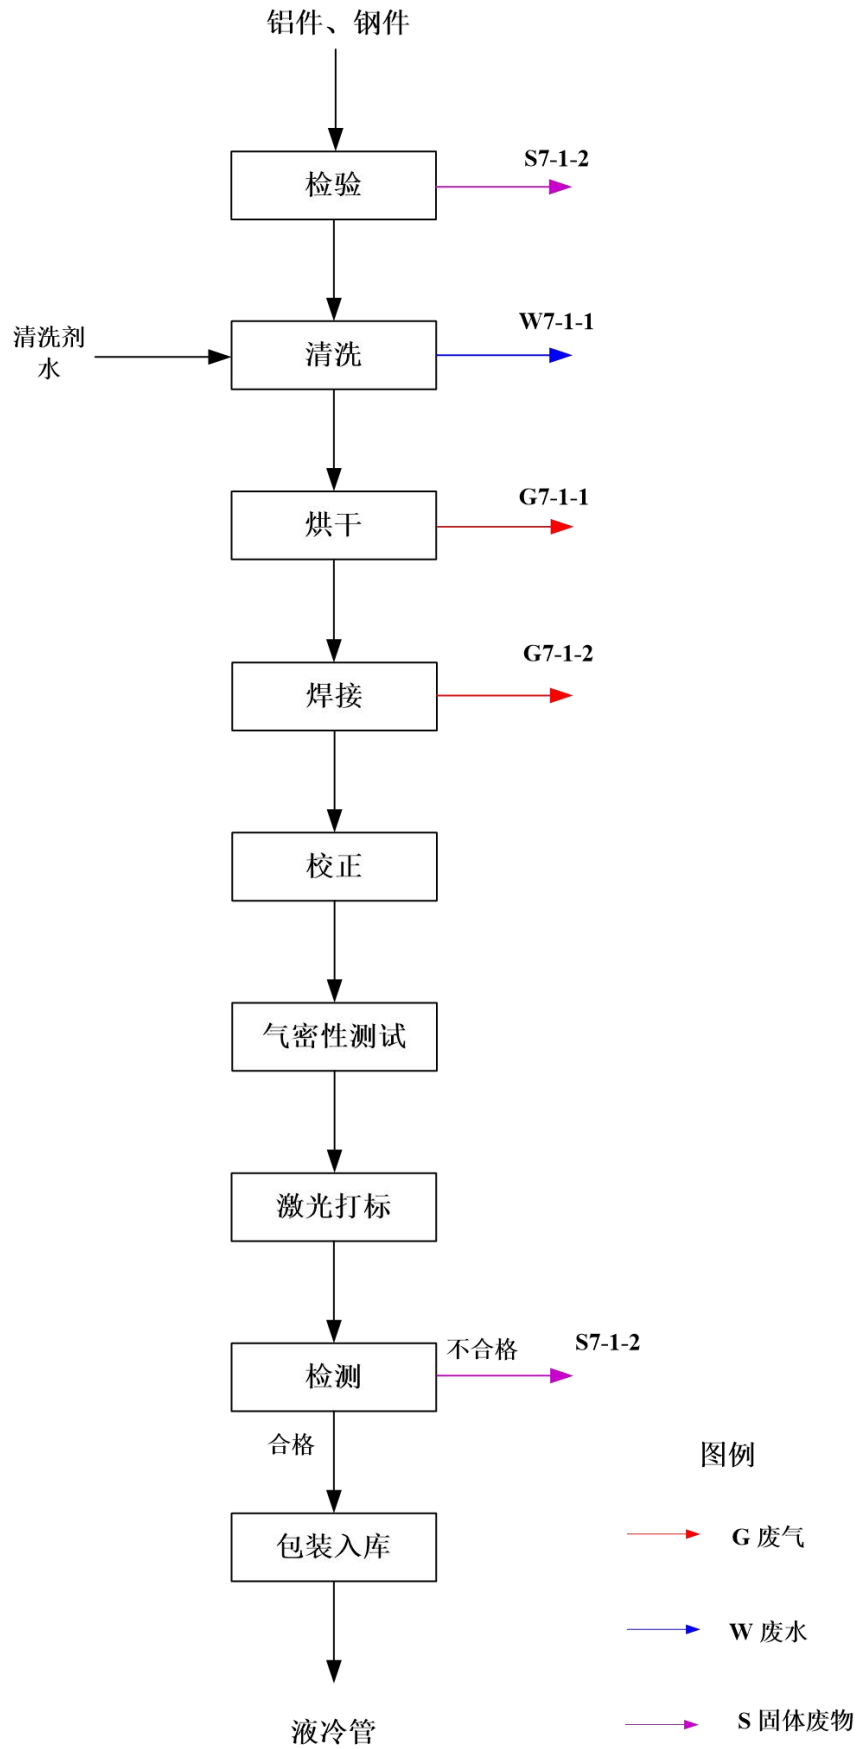 铝件、钢件
检验
S7-1-2
清洗剂
水
清洗
W7-1-1
烘干
G7-1-1
焊接
G7-1-2
校正
气密性测试
激光打标
检测
不合格
S7-1-2
合格
包装入库
液冷管
图例
G 废气
W 废水
S 固体废物